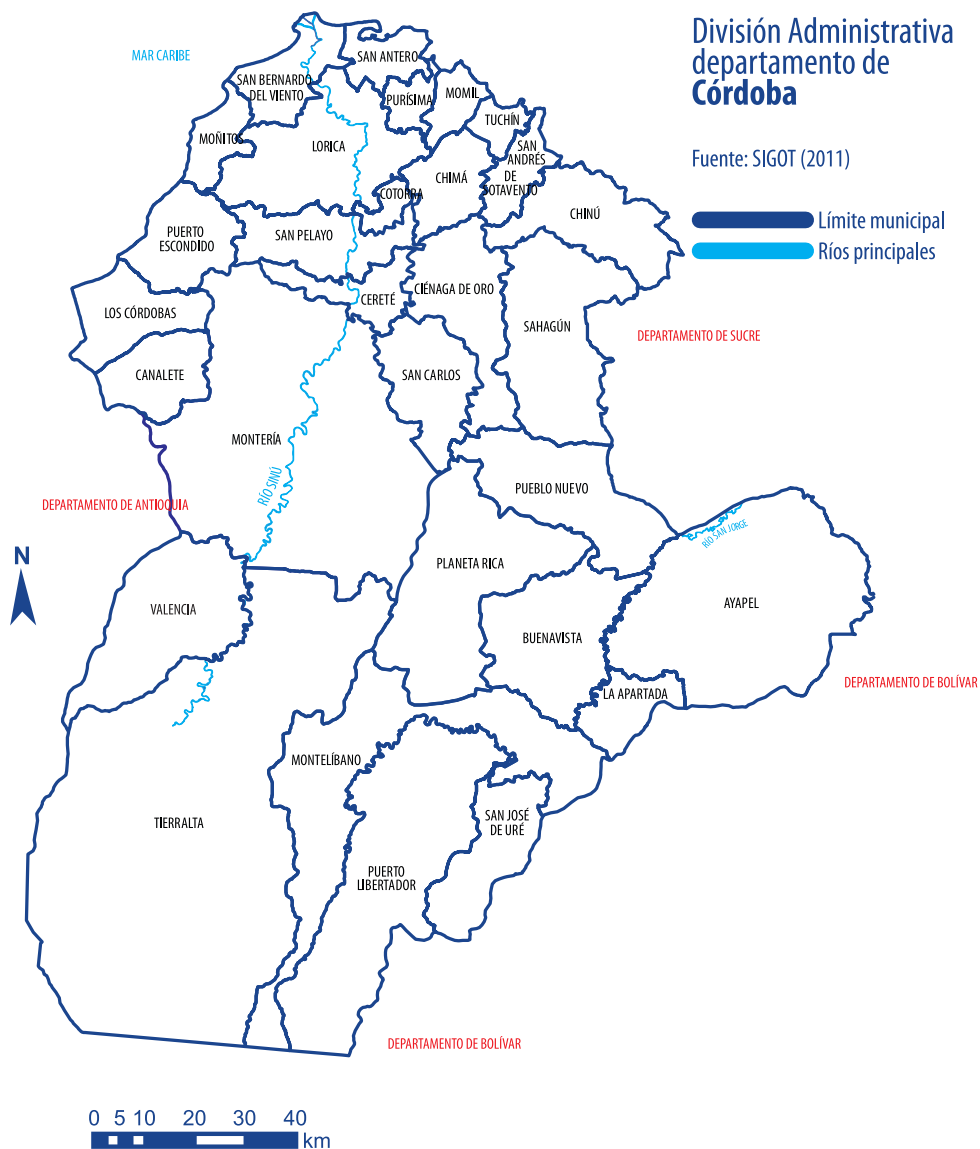 División Administrativa
departamento de
Córdoba
Fuente: SIGOT (2011)
Límite municipal
Ríos principales
MAR CARIBE
SAN ANTERO
SAN BERNARDO
DEL VIENTO
PURÍSIMA
MOMIL
TUCHÍN
MOÑITOS
LORICA
SAN
ANDRÉS
DE
SOTAVENTO
CHIMÁ
COTORRA
CHINÚ
PUERTO
ESCONDIDO
SAN PELAYO
CIÉNAGA DE ORO
CERETÉ
LOS CÓRDOBAS
SAHAGÚN
DEPARTAMENTO DE SUCRE
CANALETE
SAN CARLOS
MONTERÍA
RÍO SINÚ
PUEBLO NUEVO
DEPARTAMENTO DE ANTIOQUIA
RÍO SAN JORGE
N
PLANETA RICA
VALENCIA
AYAPEL
BUENAVISTA
DEPARTAMENTO DE BOLÍVAR
LA APARTADA
MONTELÍBANO
TIERRALTA
SAN JOSÉ
DE URÉ
PUERTO
LIBERTADOR
DEPARTAMENTO DE BOLÍVAR
0 5 10 20 30 40
km